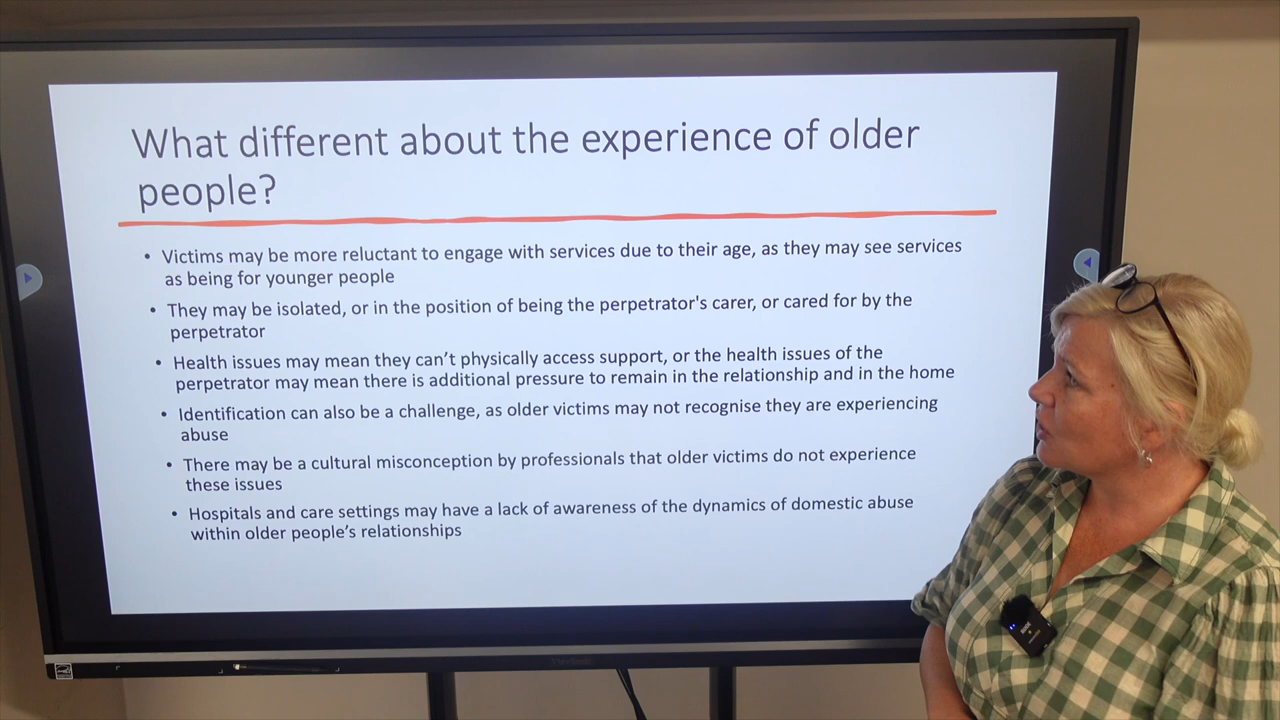 What different about the experience of older
people?
• Victims may be more reluctant to engage with services due to their age, as they may see services
as being for younger people
• They may be isolated, or in the position of being the perpetrator's carer, or cared for by the
perpetrator
• Health issues may mean they can't physically access support, or the health issues of the
perpetrator may mean there is additional pressure to remain in the relationship and in the home
• Identification can also be a challenge, as older victims may not recognise they are experiencing
abuse
• There may be a cultural misconception by professionals that older victims do not experience
these issues
• Hospitals and care settings may have a lack of awareness of the dynamics of domestic abuse
within older people's relationships
ViewSonic